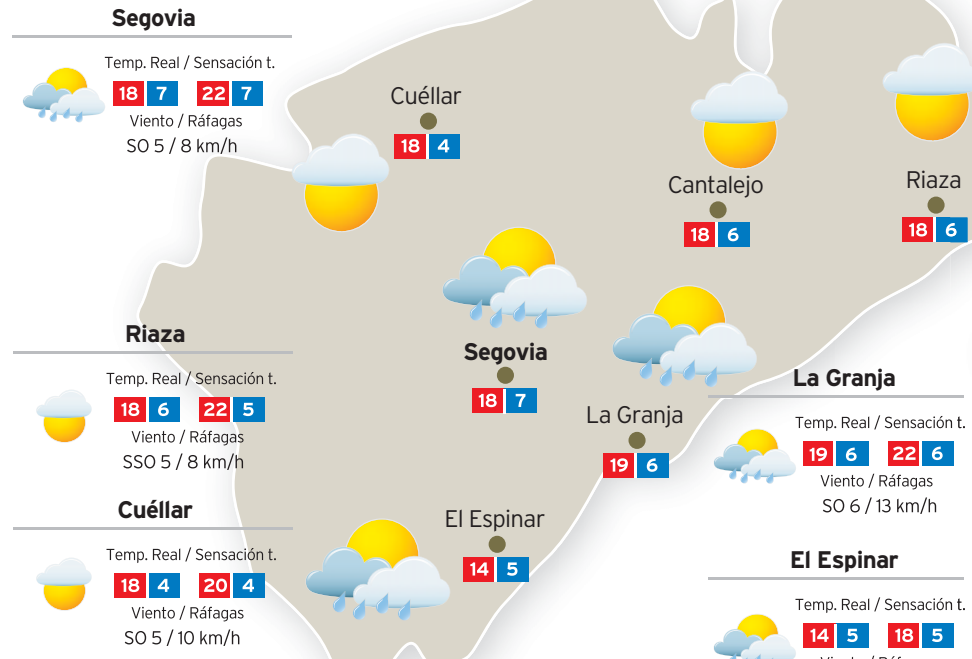 Segovia
Temp. Real / Sensación t.
18 7 22 7
Viento / Ráfagas
SO 5 / 8 km/h
Cuéllar
18 4
Cantalejo
18 6
Riaza
18 6
Segovia
18 7
La Granja
19 6
El Espinar
14 5
Riaza
Temp. Real / Sensación t.
18 6 22 5
Viento / Ráfagas
SSO 5 / 8 km/h
Cuéllar
Temp. Real / Sensación t.
18 4 20 4
Viento / Ráfagas
SO 5 / 10 km/h
La Granja
Temp. Real / Sensación t.
19 6 22 6
Viento / Ráfagas
SO 6 / 13 km/h
El Espinar
Temp. Real / Sensación t.
14 5 18 5
Viento / Ráfagas